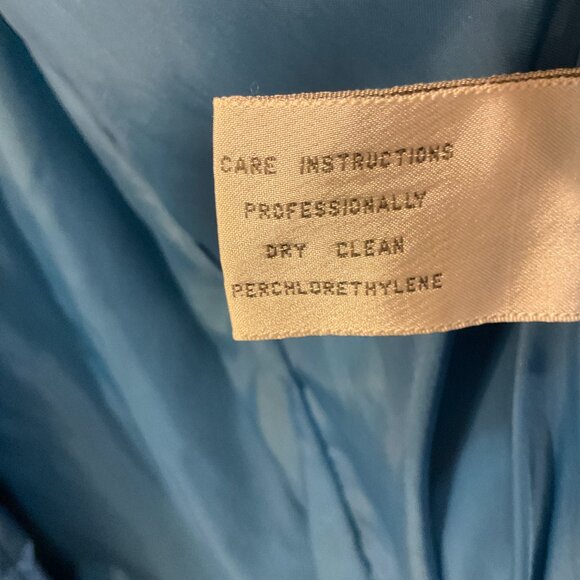 CARE INSTRUCTIONS
PROFESSIONALLY
DRY CLEAN
PERCHLORETHYLENE